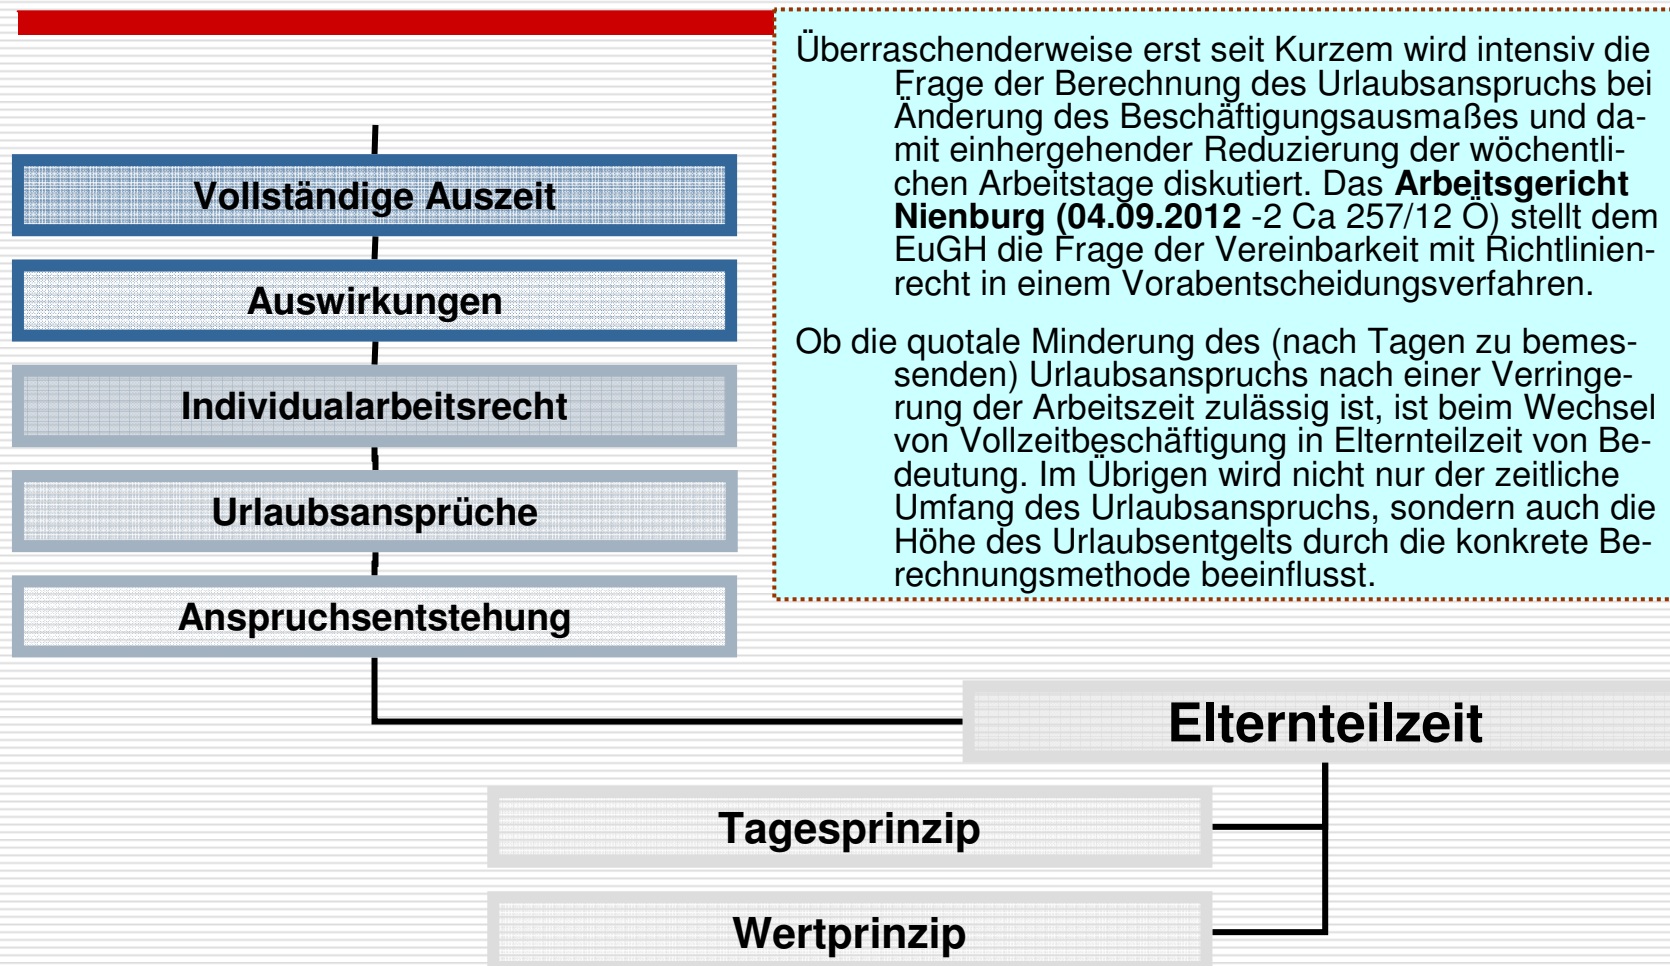 Überraschenderweise erst seit Kurzem wird intensiv die
Frage der Berechnung des Urlaubsanspruchs bei
Änderung des Beschäftigungsausmaßes und da-
mit einhergehender Reduzierung der wöchentli-
chen Arbeitstage diskutiert. Das Arbeitsgericht
Nienburg (04.09.2012 -2 Ca 257/12 Ö) stellt dem
EuGH die Frage der Vereinbarkeit mit Richtlinien-
recht in einem Vorabentscheidungsverfahren.
Ob die quotale Minderung des (nach Tagen zu bemes-
senden) Urlaubsanspruchs nach einer Verringe-
rung der Arbeitszeit zulässig ist, ist beim Wechsel
von Vollzeitbeschäftigung in Elternteilzeit von Be-
deutung. Im Übrigen wird nicht nur der zeitliche
Umfang des Urlaubsanspruchs, sondern auch die
Höhe des Urlaubsentgelts durch die konkrete Be-
rechnungsmethode beeinflusst.
Vollständige Auszeit
Auswirkungen
Individualarbeitsrecht
Urlaubsansprüche
Anspruchsentstehung
Elternteilzeit
Tagesprinzip
Wertprinzip